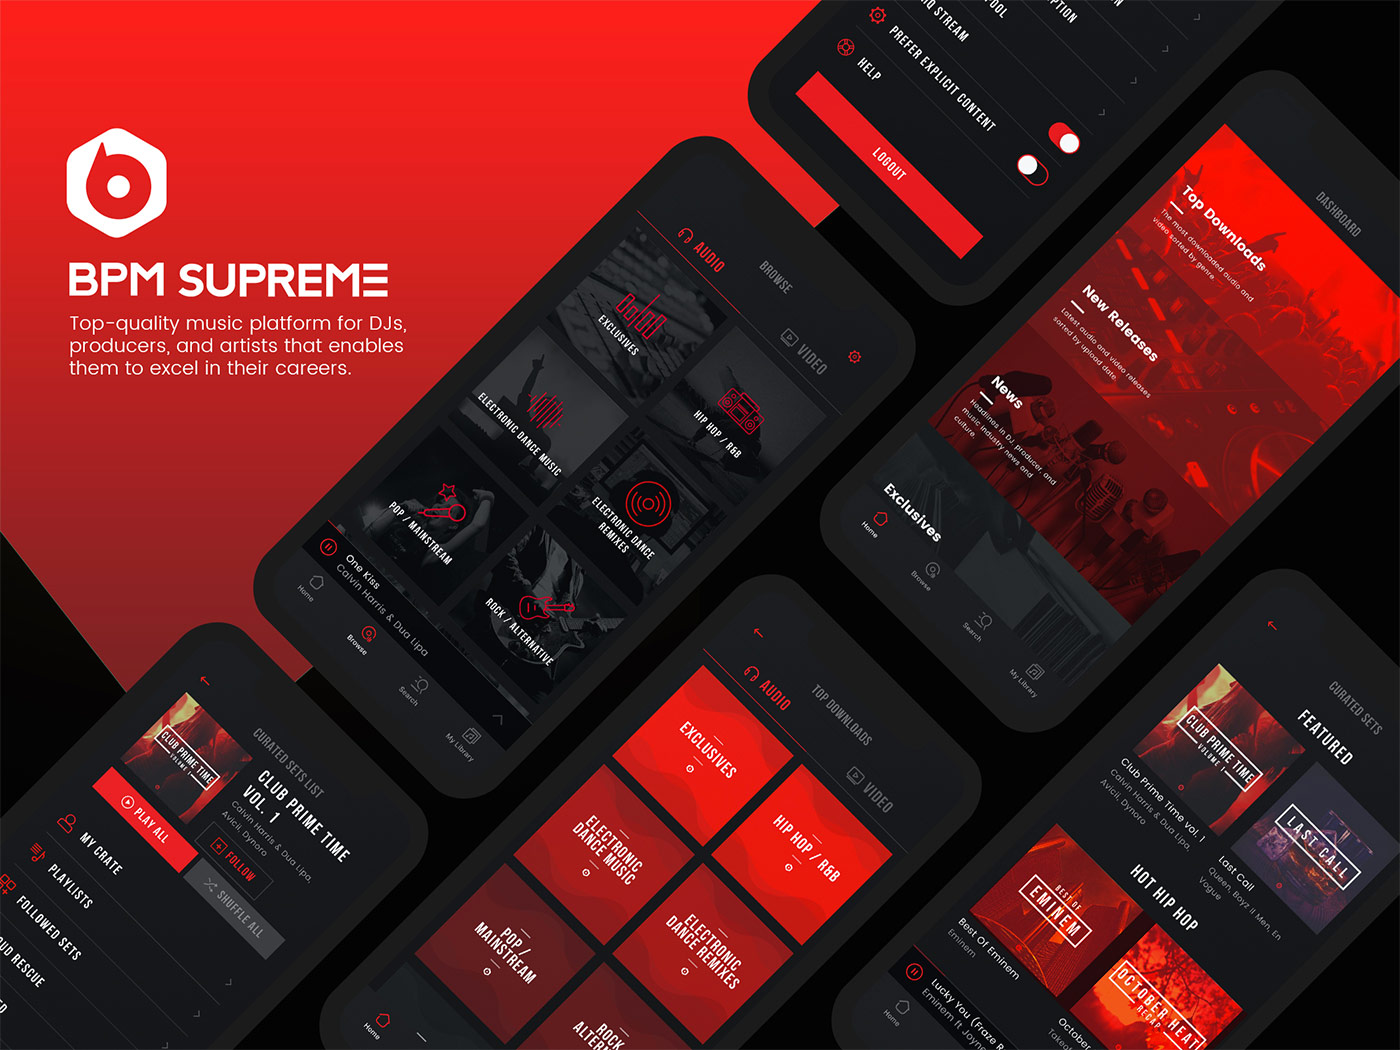 BPM SUPREME
Top-quality music platform for DJs,
producers, and artists that enables
them to excel in their careers.
HQ STREAM
PREFER EXPLICIT CONTENT
HELP
LOGOUT
AUDIO
BROWSE
VIDEO
EXCLUSIVES
HIP HOP / R&B
ELECTRONIC DANCE MUSIC
ELECTRONIC DANCE
REMIXES
POP / MAINSTREAM
ROCK / ALTERNATIVE
One Kiss
Calvin Harris & Dua Lipa
Home
Browse
Search
My Library
DASHBOARD
Top Downloads
The most downloaded audio and
video sorted by genre.
New Releases
Latest audio and video releases
sorted by upload date.
News
Headlines in DJ, producer, and
music industry news and
culture.
Exclusives
Home
Browse
Search
My Library
CURATED SETS LIST
CLUB PRIME TIME
VOLUME 1
CLUB PRIME TIME
VOL. 1
Calvin Harris & Dua Lipa,
Avicii, Dynoro
PLAY ALL
FOLLOW
SHUFFLE ALL
MY CRATE
PLAYLISTS
FOLLOWED SETS
OUD RESCUE
AUDIO
TOP DOWNLOADS
VIDEO
EXCLUSIVES
HIP HOP / R&B
ELECTRONIC
DANCE MUSIC
ELECTRONIC
DANCE REMIXES
POP /
MAINSTREAM
ROCK
ALTERNA
Home
CURATED SETS
FEATURED
CLUB PRIME TIME
VOLUME 1
Club Prime Time vol. 1
Calvin Harris & Dua Lipa,
Avicii, Dynoro
LAST CALL
Last Call
Queen, Boyz II Men, En
Vogue
HOT HIP HOP
BEST OF
EMINEM
Best Of Eminem
Eminem
OCTOBER HEAT
RECAP
October
Takeof
Lucky You (Fraze R
Eminem ft Joyne
Home